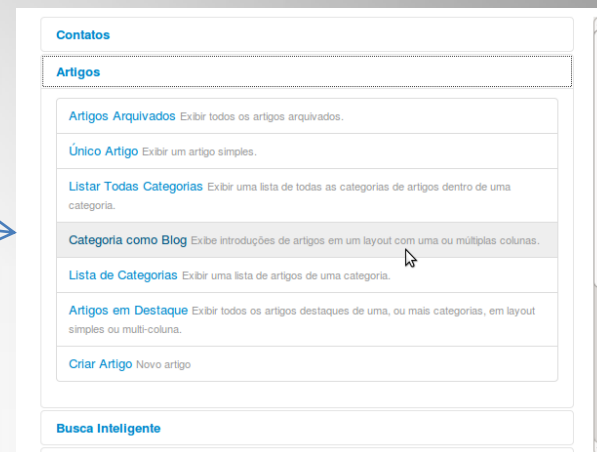 Contatos
Artigos
Artigos Arquivados Exibir todos os artigos arquivados.
Único Artigo Exibir um artigo simples.
Listar Todas Categorias Exibir uma lista de todas as categorias de artigos dentro de uma
categoria.
Categoria como Blog Exibe introduções de artigos em um layout com uma ou múltiplas colunas.
Lista de Categorias Exibir uma lista de artigos de uma categoria.
Artigos em Destaque Exibir todos os artigos destaques de uma, ou mais categorias, em layout
simples ou multi-coluna.
Criar Artigo Novo artigo
Busca Inteligente